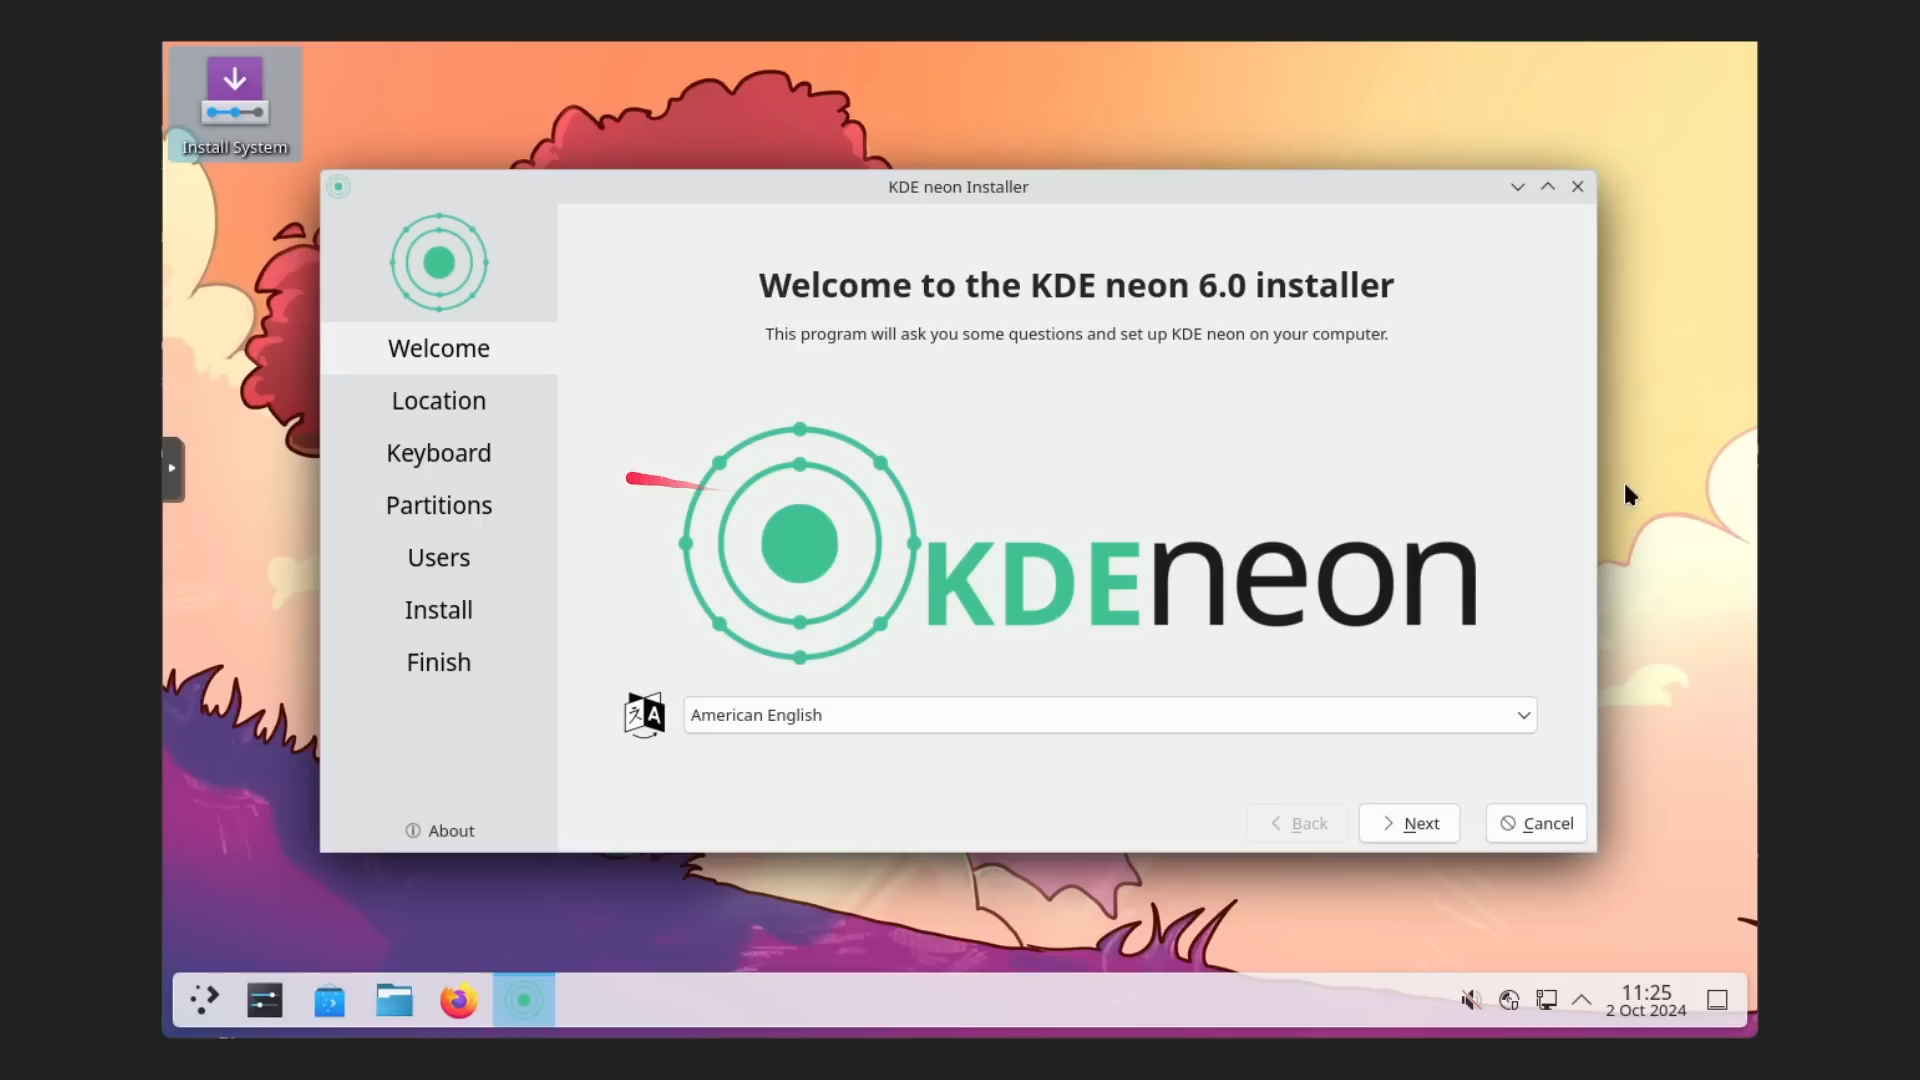 Install System
KDE neon Installer
Welcome to the KDE neon 6.0 installer
This program will ask you some questions and set up KDE neon on your computer.
Welcome
Location
Keyboard
Partitions
Users
Install
Finish
KDE neon
American English
About
Back
Next
Cancel
11:25
2 Oct 2024